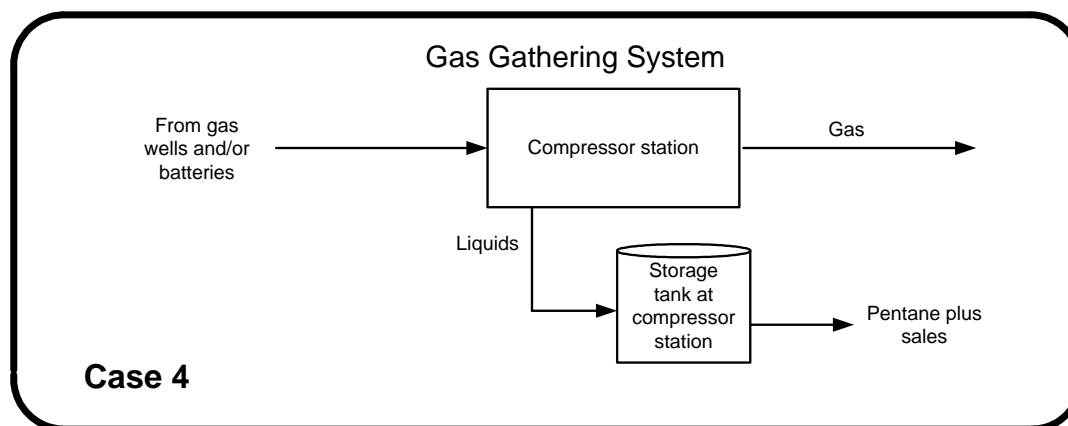 Gas Gathering System
From gas
wells and/or
batteries
Compressor station
Gas
Liquids
Storage
tank at
compressor
station
Pentane plus
sales
Case 4